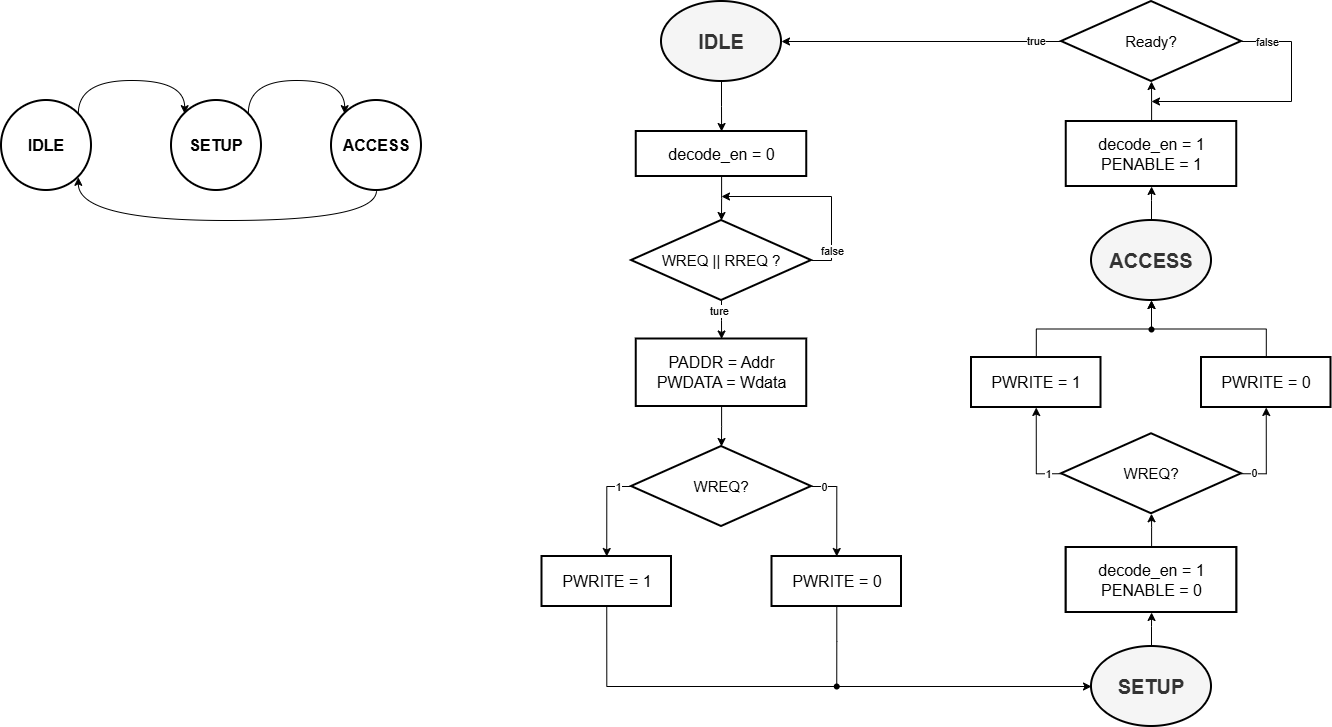 IDLE
SETUP
ACCESS
IDLE
decode_en = 0
WREQ || RREQ ?
false
ture
PADDR = Addr
PWDATA = Wdata
WREQ?
1
0
PWRITE = 1
PWRITE = 0
SETUP
decode_en = 1
PENABLE = 0
WREQ?
1
0
PWRITE = 1
PWRITE = 0
ACCESS
decode_en = 1
PENABLE = 1
Ready?
true
false